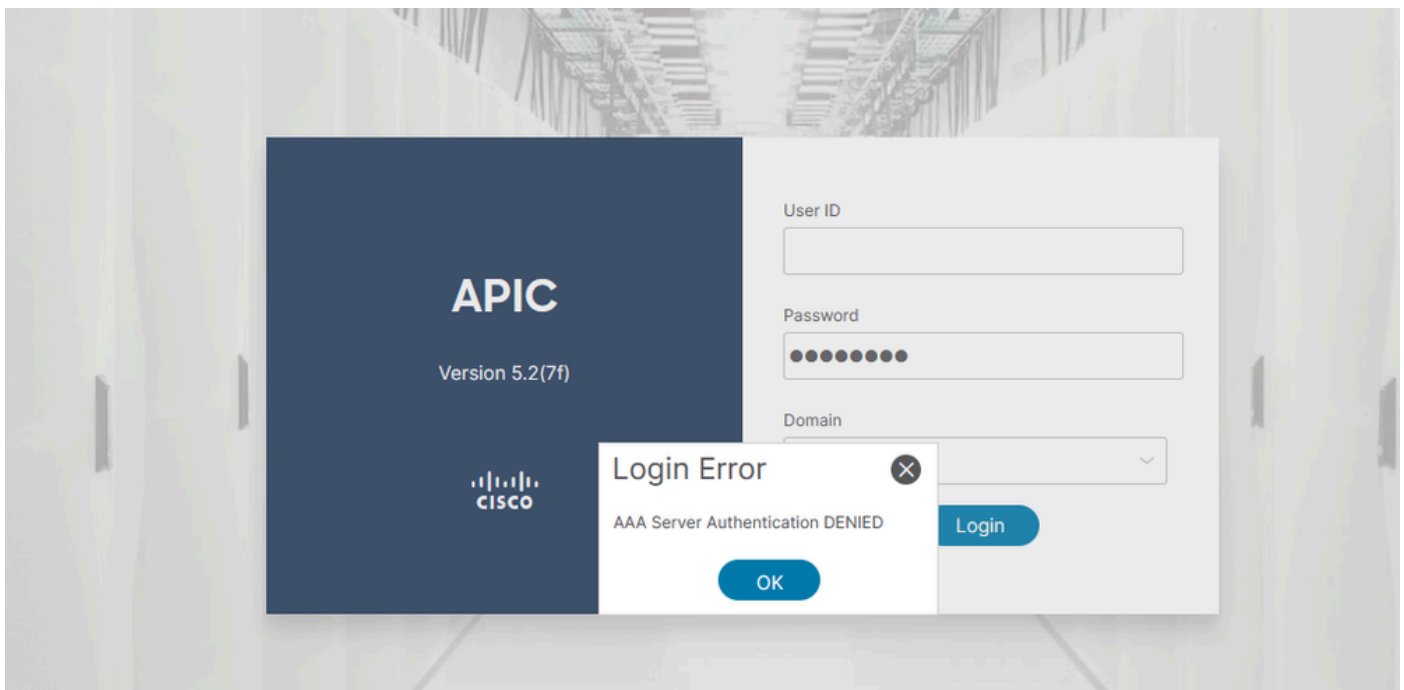 User ID
APIC
Password
●●●●●●●●
Version 5.2(7f)
Domain
Login Error
CISCO
AAA Server Authentication DENIED
Login
OK